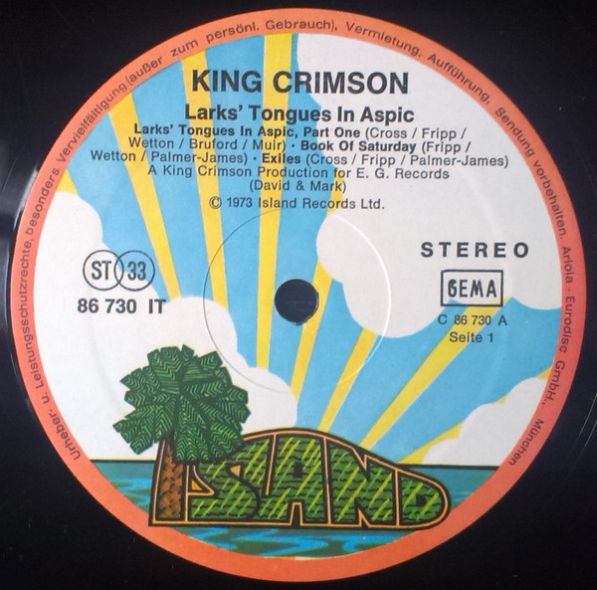 Urheber- u. Leistungsschutzrechte, besonders Vervielfältigung (außer zum persönl. Gebrauch), Vermietung, Aufführung, Sendung vorbehalten. Ariola - Eurodisc GmbH, München
KING CRIMSON
Larks' Tongues In Aspic
Larks' Tongues In Aspic, Part One (Cross / Fripp /
Wetton / Bruford / Muir) · Book Of Saturday (Fripp /
Wetton / Palmer-James) · Exiles (Cross / Fripp / Palmer-James)
A King Crimson Production for E. G. Records
(David & Mark)
© 1973 Island Records Ltd.
STEREO
ST 33
86 730 IT
GEMA
C 86 730 A
Seite 1
ISLAND